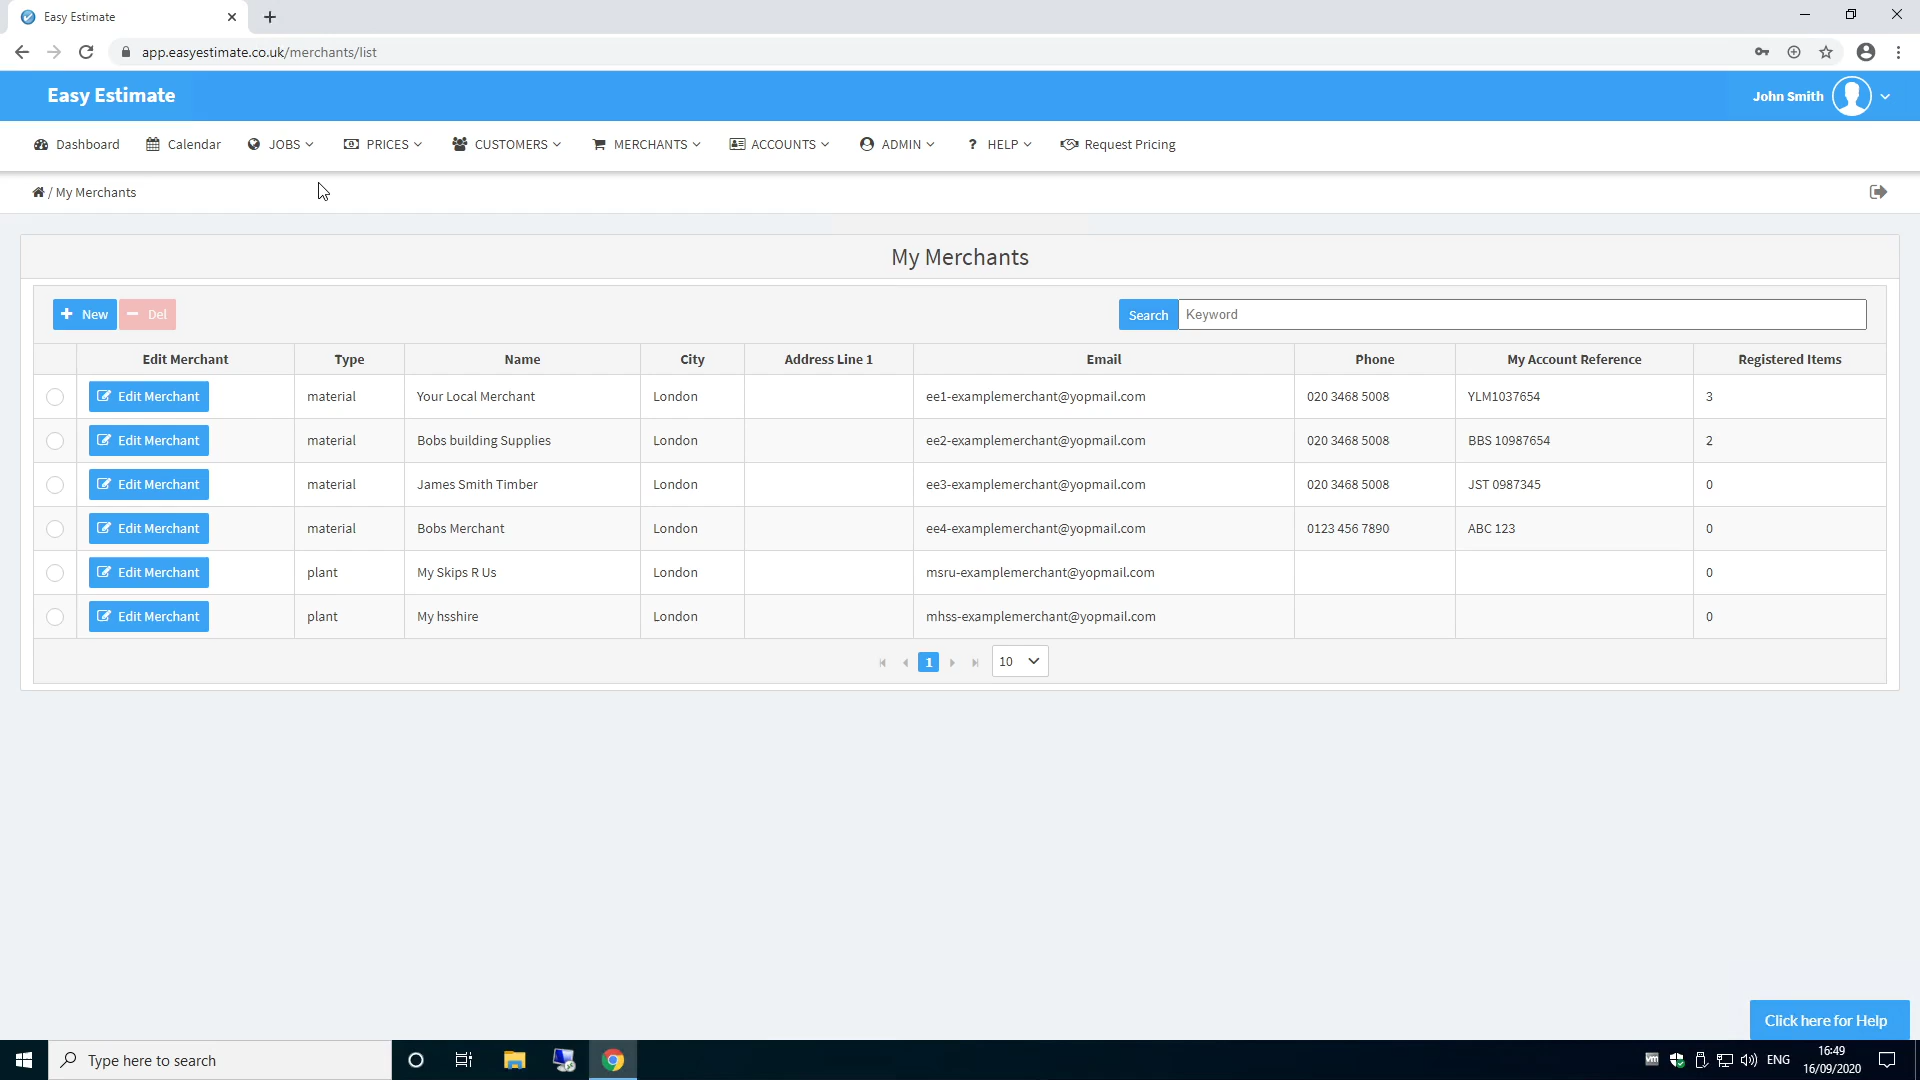 Easy Estimate
app.easyestimate.co.uk/merchants/list
Easy Estimate
John Smith
Dashboard Calendar JOBS PRICES CUSTOMERS MERCHANTS ACCOUNTS ADMIN ? HELP Request Pricing
/ My Merchants
My Merchants
+ New − Del Search Keyword
Edit Merchant Type Name City Address Line 1 Email Phone My Account Reference Registered Items
Edit Merchant material Your Local Merchant London ee1-examplemerchant@yopmail.com 020 3468 5008 YLM1037654 3
Edit Merchant material Bobs building Supplies London ee2-examplemerchant@yopmail.com 020 3468 5008 BBS 10987654 2
Edit Merchant material James Smith Timber London ee3-examplemerchant@yopmail.com 020 3468 5008 JST 0987345 0
Edit Merchant material Bobs Merchant London ee4-examplemerchant@yopmail.com 0123 456 7890 ABC 123 0
Edit Merchant plant My Skips R Us London msru-examplemerchant@yopmail.com 0
Edit Merchant plant My hsshire London mhss-examplemerchant@yopmail.com 0
1 10
Click here for Help
Type here to search
vm ENG 16:49
16/09/2020